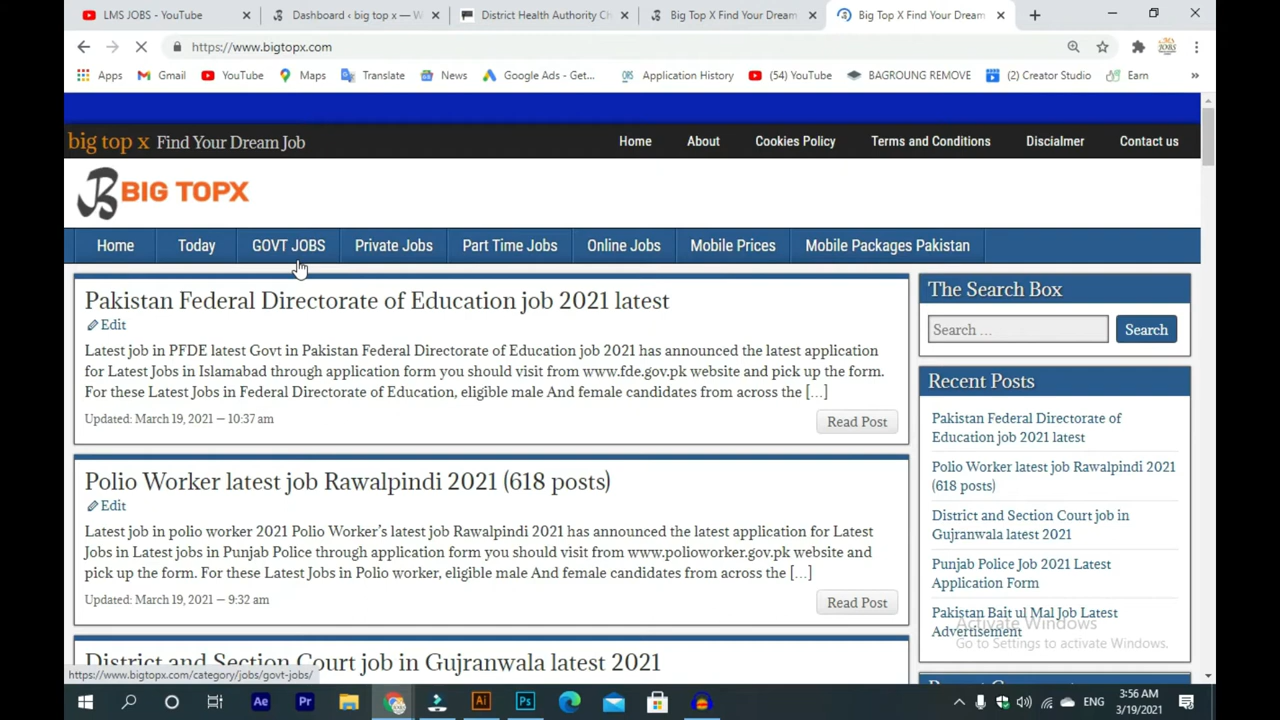 LMS JOBS - YouTube
Dashboard ‹ big top x — W
District Health Authority Ch
Big Top X Find Your Dream
Big Top X Find Your Dream
https://www.bigtopx.com
Apps
Gmail
YouTube
Maps
Translate
News
Google Ads - Get...
Application History
(54) YouTube
BAGROUNG REMOVE
(2) Creator Studio
Earn
big top x Find Your Dream Job
Home
About
Cookies Policy
Terms and Conditions
Disclaimer
Contact us
BIG TOPX
Home
Today
GOVT JOBS
Private Jobs
Part Time Jobs
Online Jobs
Mobile Prices
Mobile Packages Pakistan
Pakistan Federal Directorate of Education job 2021 latest
Edit
Latest job in PFDE latest Govt in Pakistan Federal Directorate of Education job 2021 has announced the latest application
for Latest Jobs in Islamabad through application form you should visit from www.fde.gov.pk website and pick up the form.
For these Latest Jobs in Federal Directorate of Education, eligible male And female candidates from across the […]
Updated: March 19, 2021 — 10:37 am
Read Post
Polio Worker latest job Rawalpindi 2021 (618 posts)
Edit
Latest job in polio worker 2021 Polio Worker's latest job Rawalpindi 2021 has announced the latest application for Latest
Jobs in Latest jobs in Punjab Police through application form you should visit from www.polioworker.gov.pk website and
pick up the form. For these Latest Jobs in Polio worker, eligible male And female candidates from across the […]
Updated: March 19, 2021 — 9:32 am
Read Post
District and Section Court job in Gujranwala latest 2021
The Search Box
Search …
Search
Recent Posts
Pakistan Federal Directorate of
Education job 2021 latest
Polio Worker latest job Rawalpindi 2021
(618 posts)
District and Section Court job in
Gujranwala latest 2021
Punjab Police Job 2021 Latest
Application Form
Pakistan Bait ul Mal Job Latest
Advertisement
Activate Windows
Go to Settings to activate Windows.
https://www.bigtopx.com/category/jobs/govt-jobs/
ENG
3:56 AM
3/19/2021